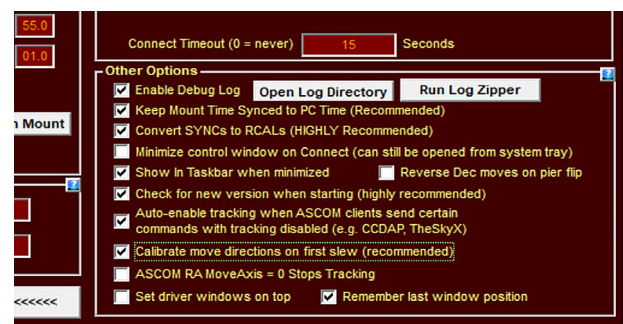 55.0
01.0
Connect Timeout (0 = never) 15 Seconds
Other Options
Enable Debug Log Open Log Directory Run Log Zipper
Keep Mount Time Synced to PC Time (Recommended)
n Mount
Convert SYNCs to RCALs (HIGHLY Recommended)
Minimize control window on Connect (can still be opened from system tray)
Show In Taskbar when minimized Reverse Dec moves on pier flip
Check for new version when starting (highly recommended)
Auto-enable tracking when ASCOM clients send certain
commands with tracking disabled (e.g. CCDAP, TheSkyX)
Calibrate move directions on first slew (recommended)
ASCOM RA MoveAxis = 0 Stops Tracking
Set driver windows on top Remember last window position
<<<<<<